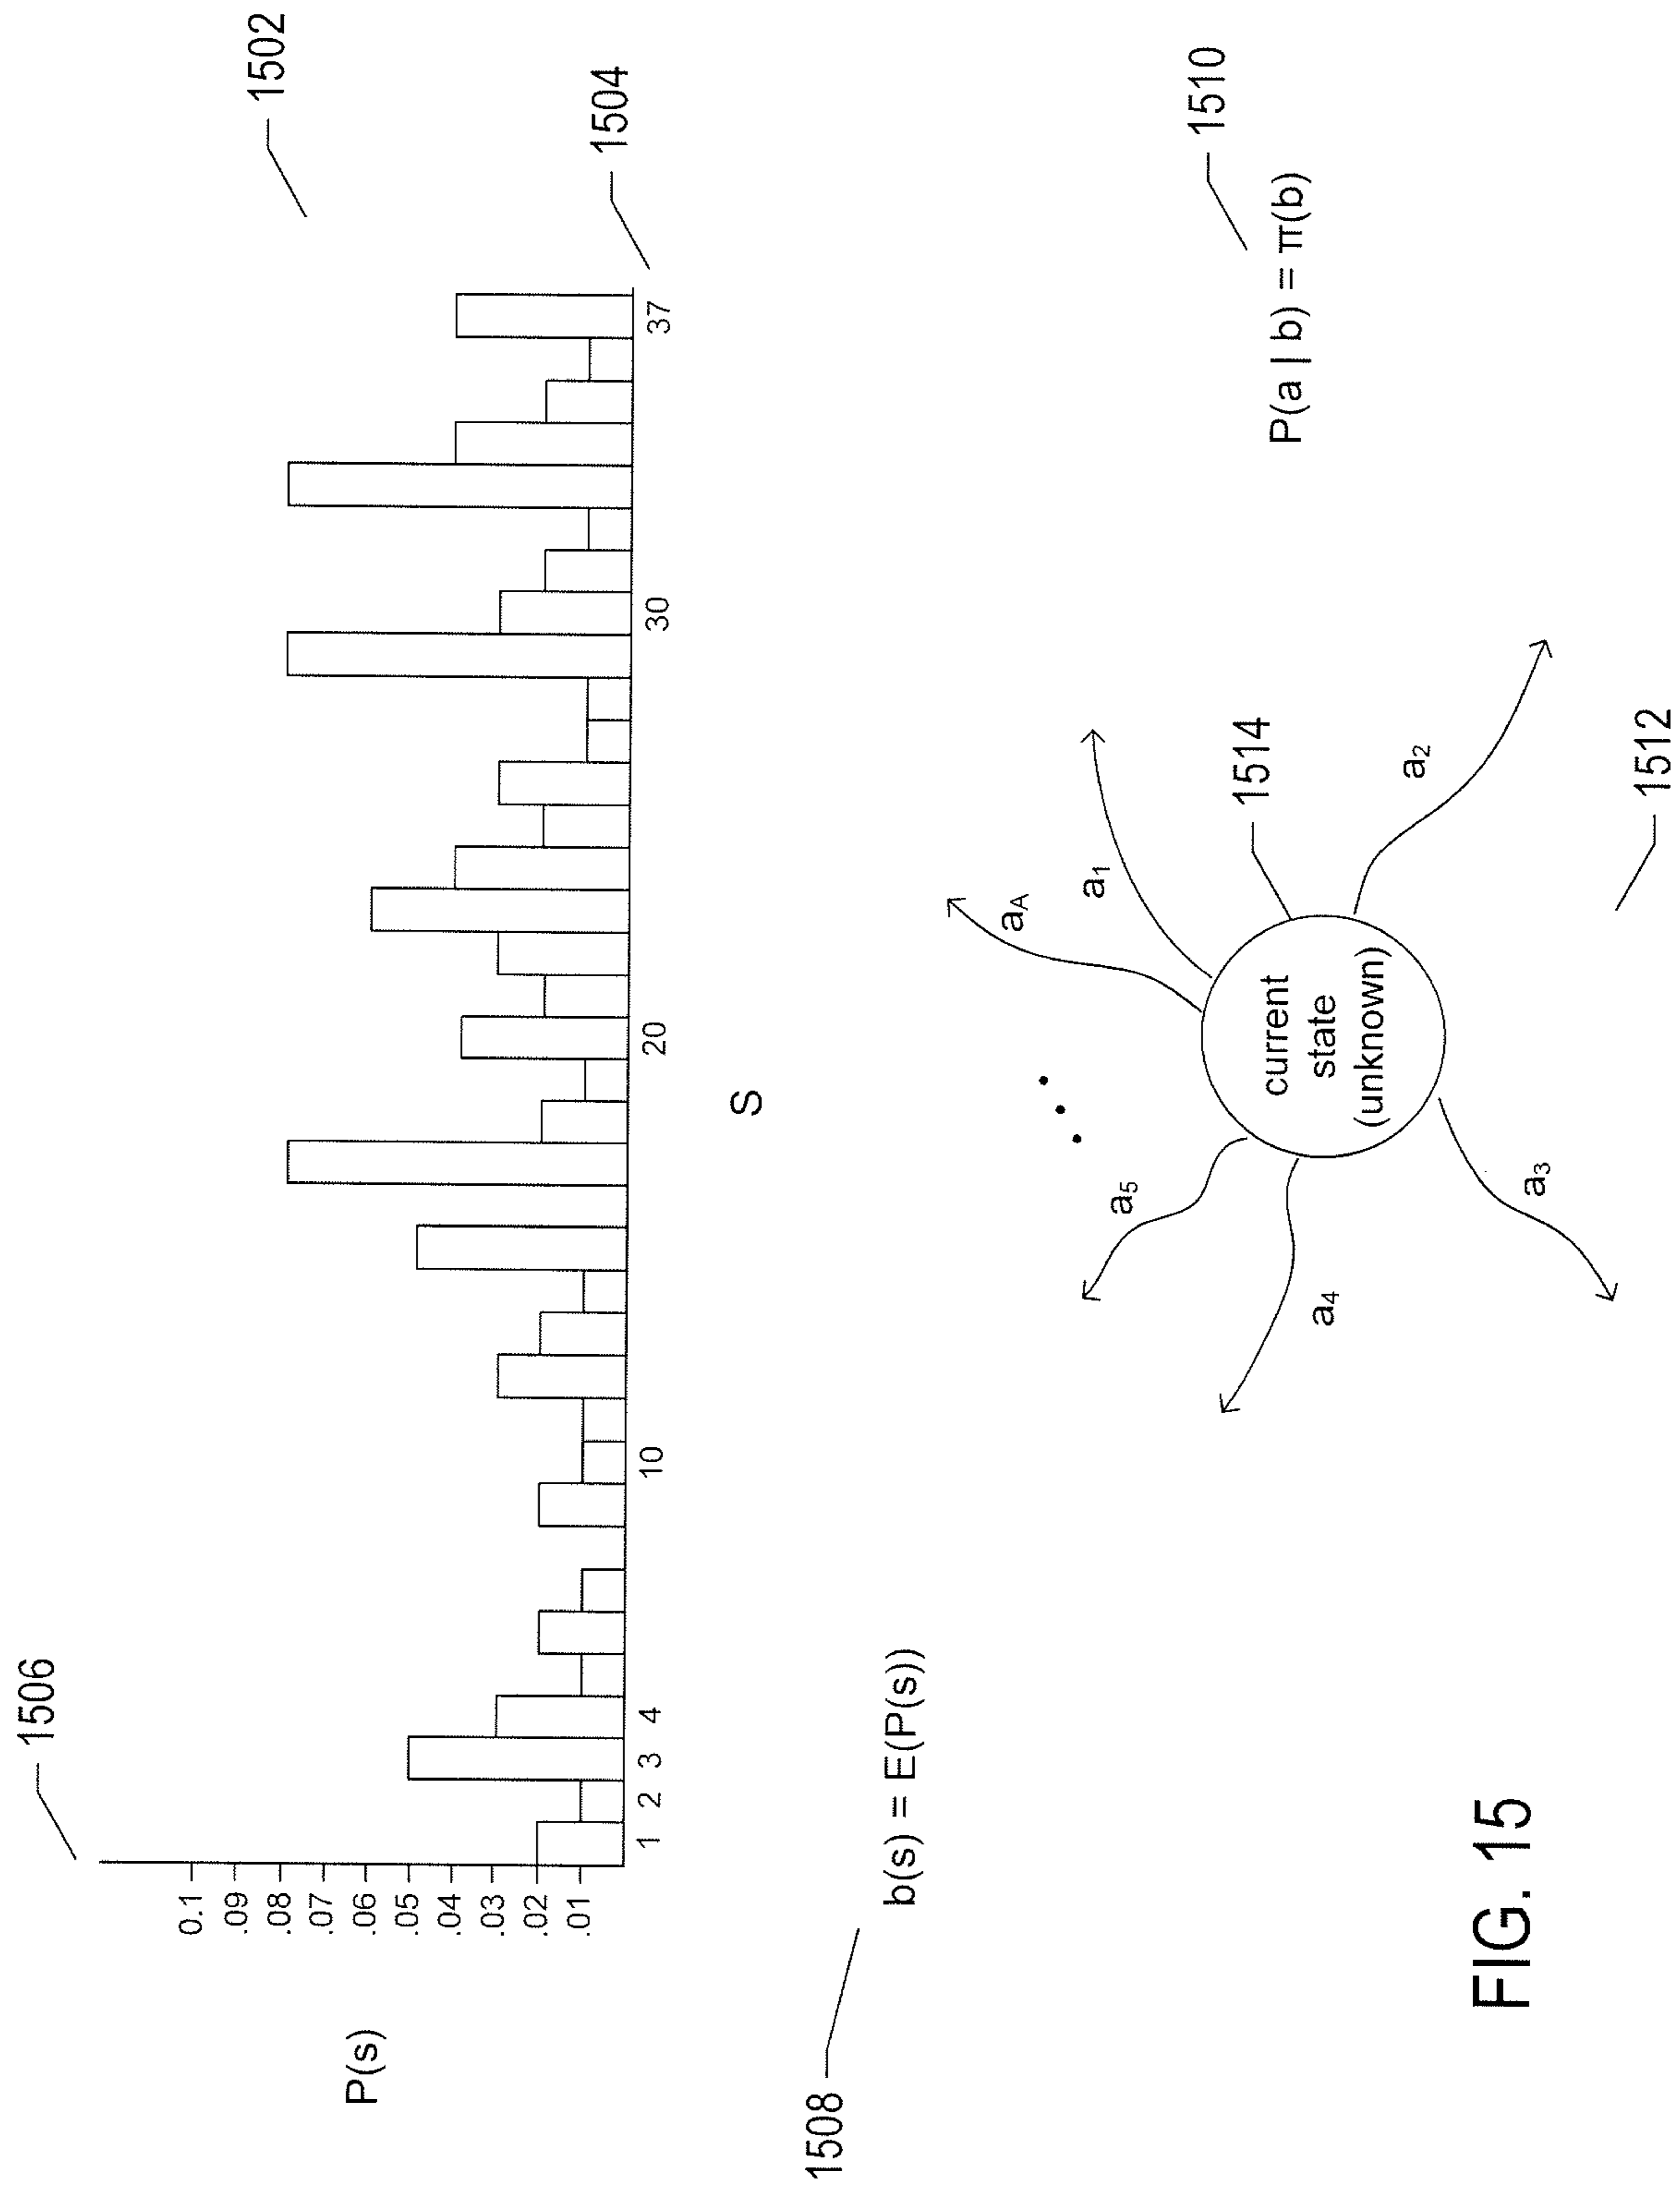 1506
1502
1504
P(s)
0.1
.09
.08
.07
.06
.05
.04
.03
.02
.01
1 2 3 4 10 20 30 37
S
1508
b(s) = E(P(s))
1510
P(a | b) = π(b)
a₅
aA
a₁
a₄
current
state
(unknown)
1514
a₃
a₂
1512
FIG. 15